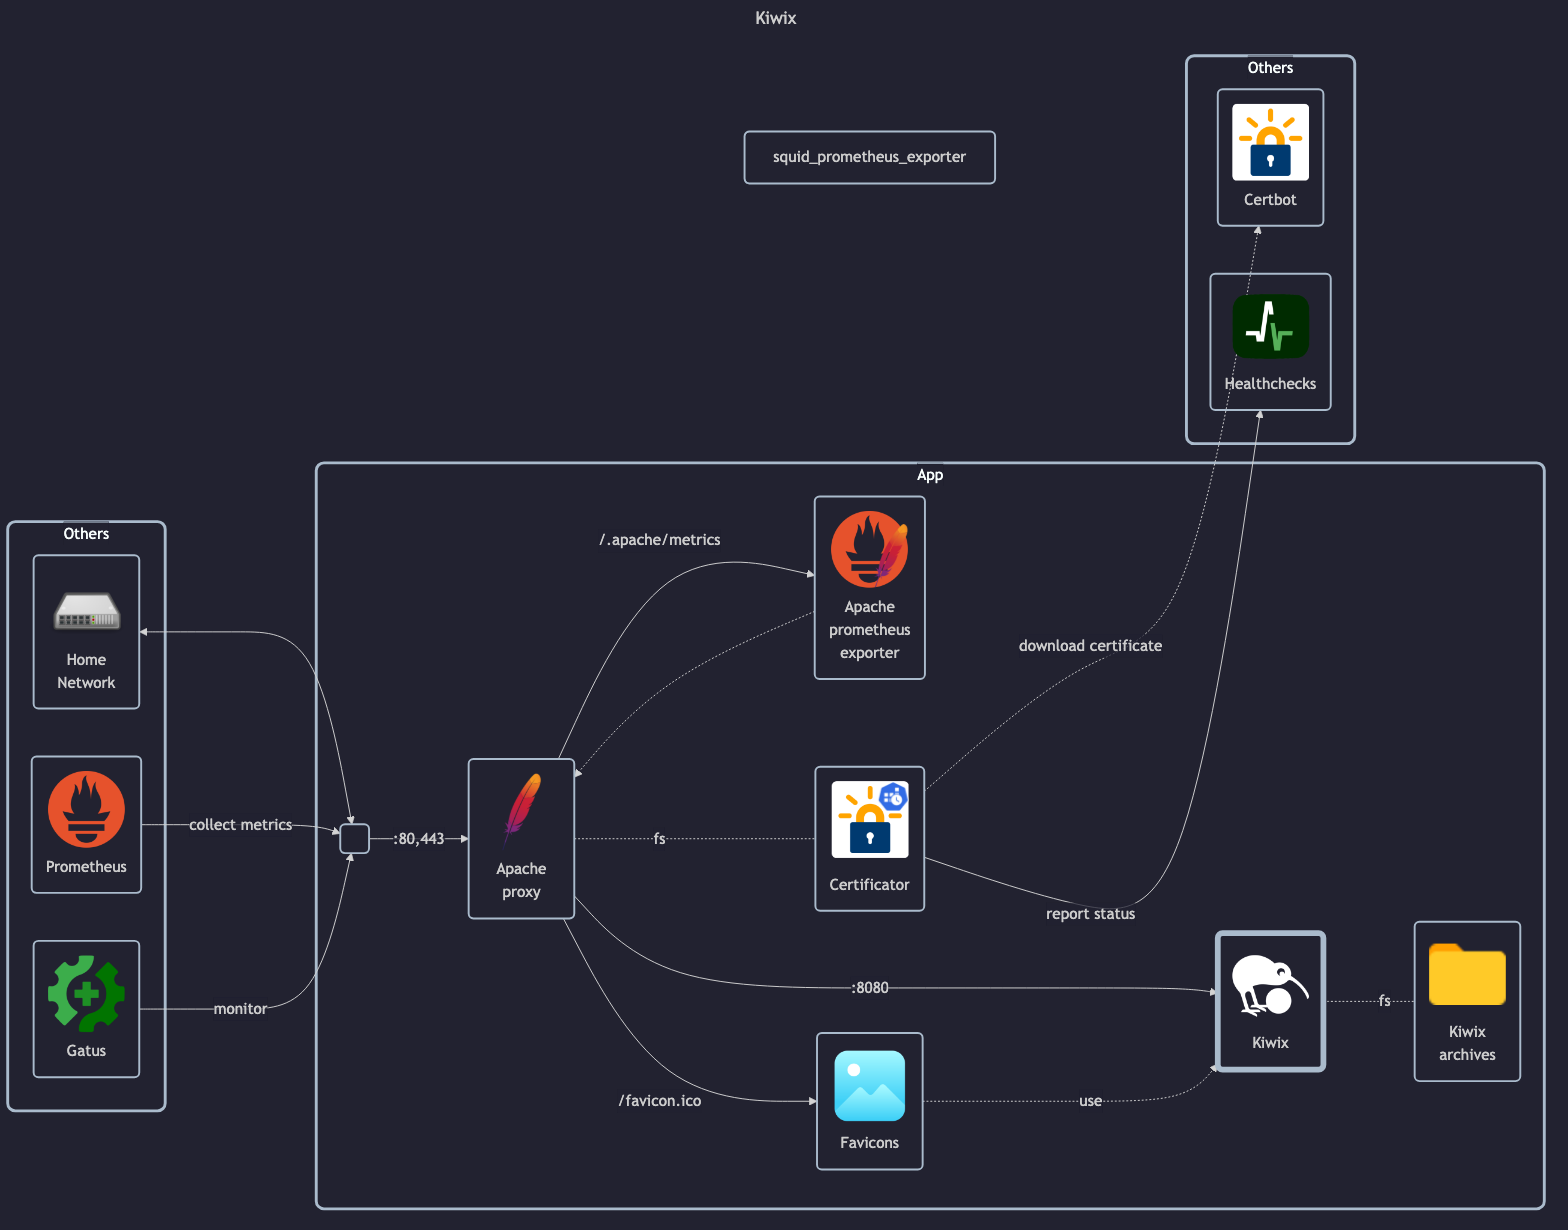 Kiwix
Others
Certbot
Healthchecks
squid_prometheus_exporter
App
Others
Home
Network
Prometheus
Gatus
collect metrics
monitor
:80,443
Apache
proxy
/.apache/metrics
Apache
prometheus
exporter
fs
Certificator
download certificate
report status
:8080
/favicon.ico
Favicons
use
Kiwix
fs
Kiwix
archives